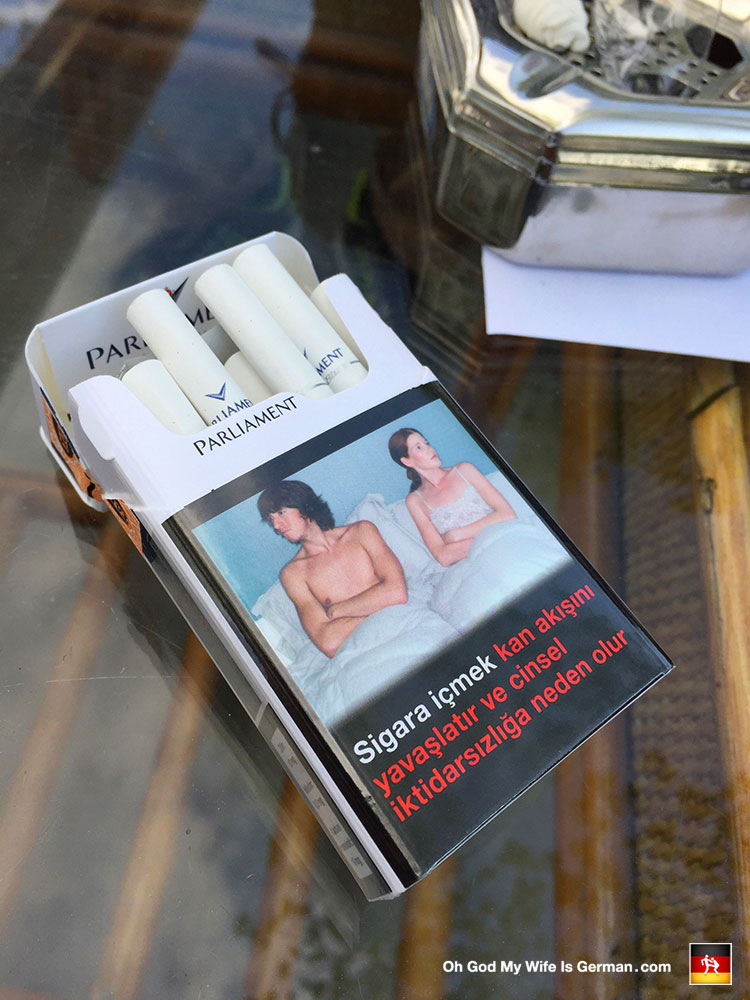 PARLIAMENT
PARLIAMENT
Sigara içmek kan akışını
yavaşlatır ve cinsel
iktidarsızlığa neden olur
OH GOD MY WIFE IS GERMAN.COM